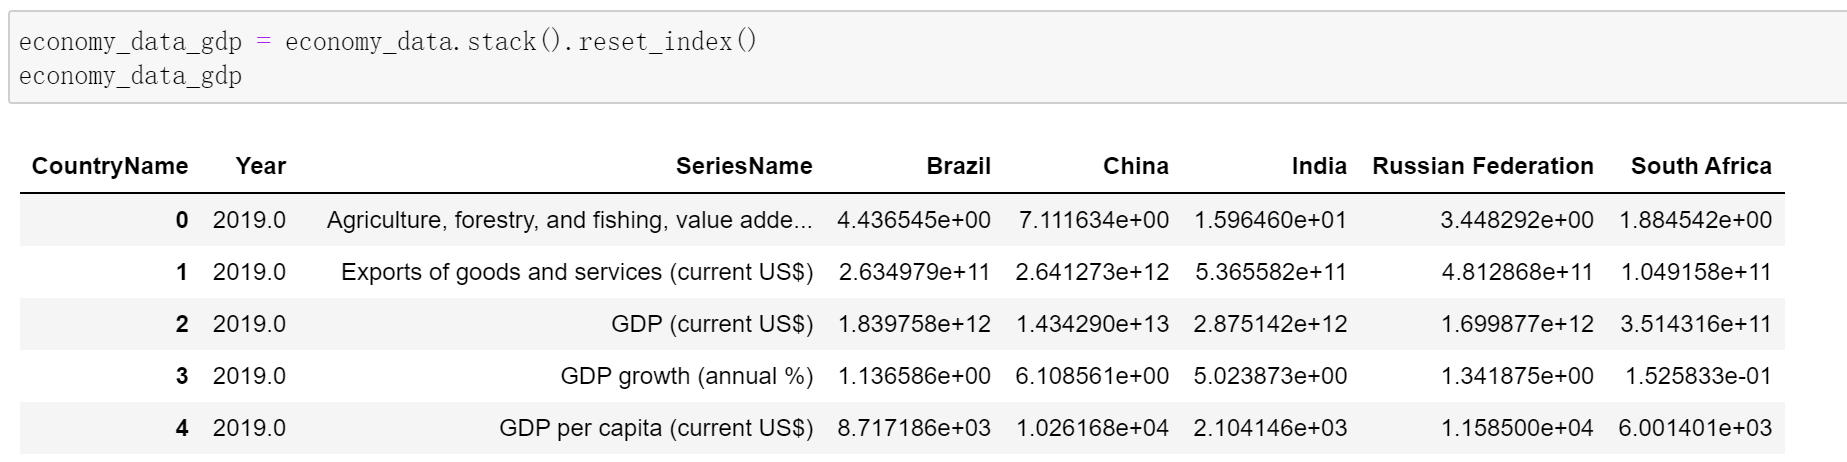 economy_data_gdp = economy_data.stack().reset_index()
economy_data_gdp
CountryName Year SeriesName Brazil China India Russian Federation South Africa
0 2019.0 Agriculture, forestry, and fishing, value adde... 4.436545e+00 7.111634e+00 1.596460e+01 3.448292e+00 1.884542e+00
1 2019.0 Exports of goods and services (current US$) 2.634979e+11 2.641273e+12 5.365582e+11 4.812868e+11 1.049158e+11
2 2019.0 GDP (current US$) 1.839758e+12 1.434290e+13 2.875142e+12 1.699877e+12 3.514316e+11
3 2019.0 GDP growth (annual %) 1.136586e+00 6.108561e+00 5.023873e+00 1.341875e+00 1.525833e-01
4 2019.0 GDP per capita (current US$) 8.717186e+03 1.026168e+04 2.104146e+03 1.158500e+04 6.001401e+03